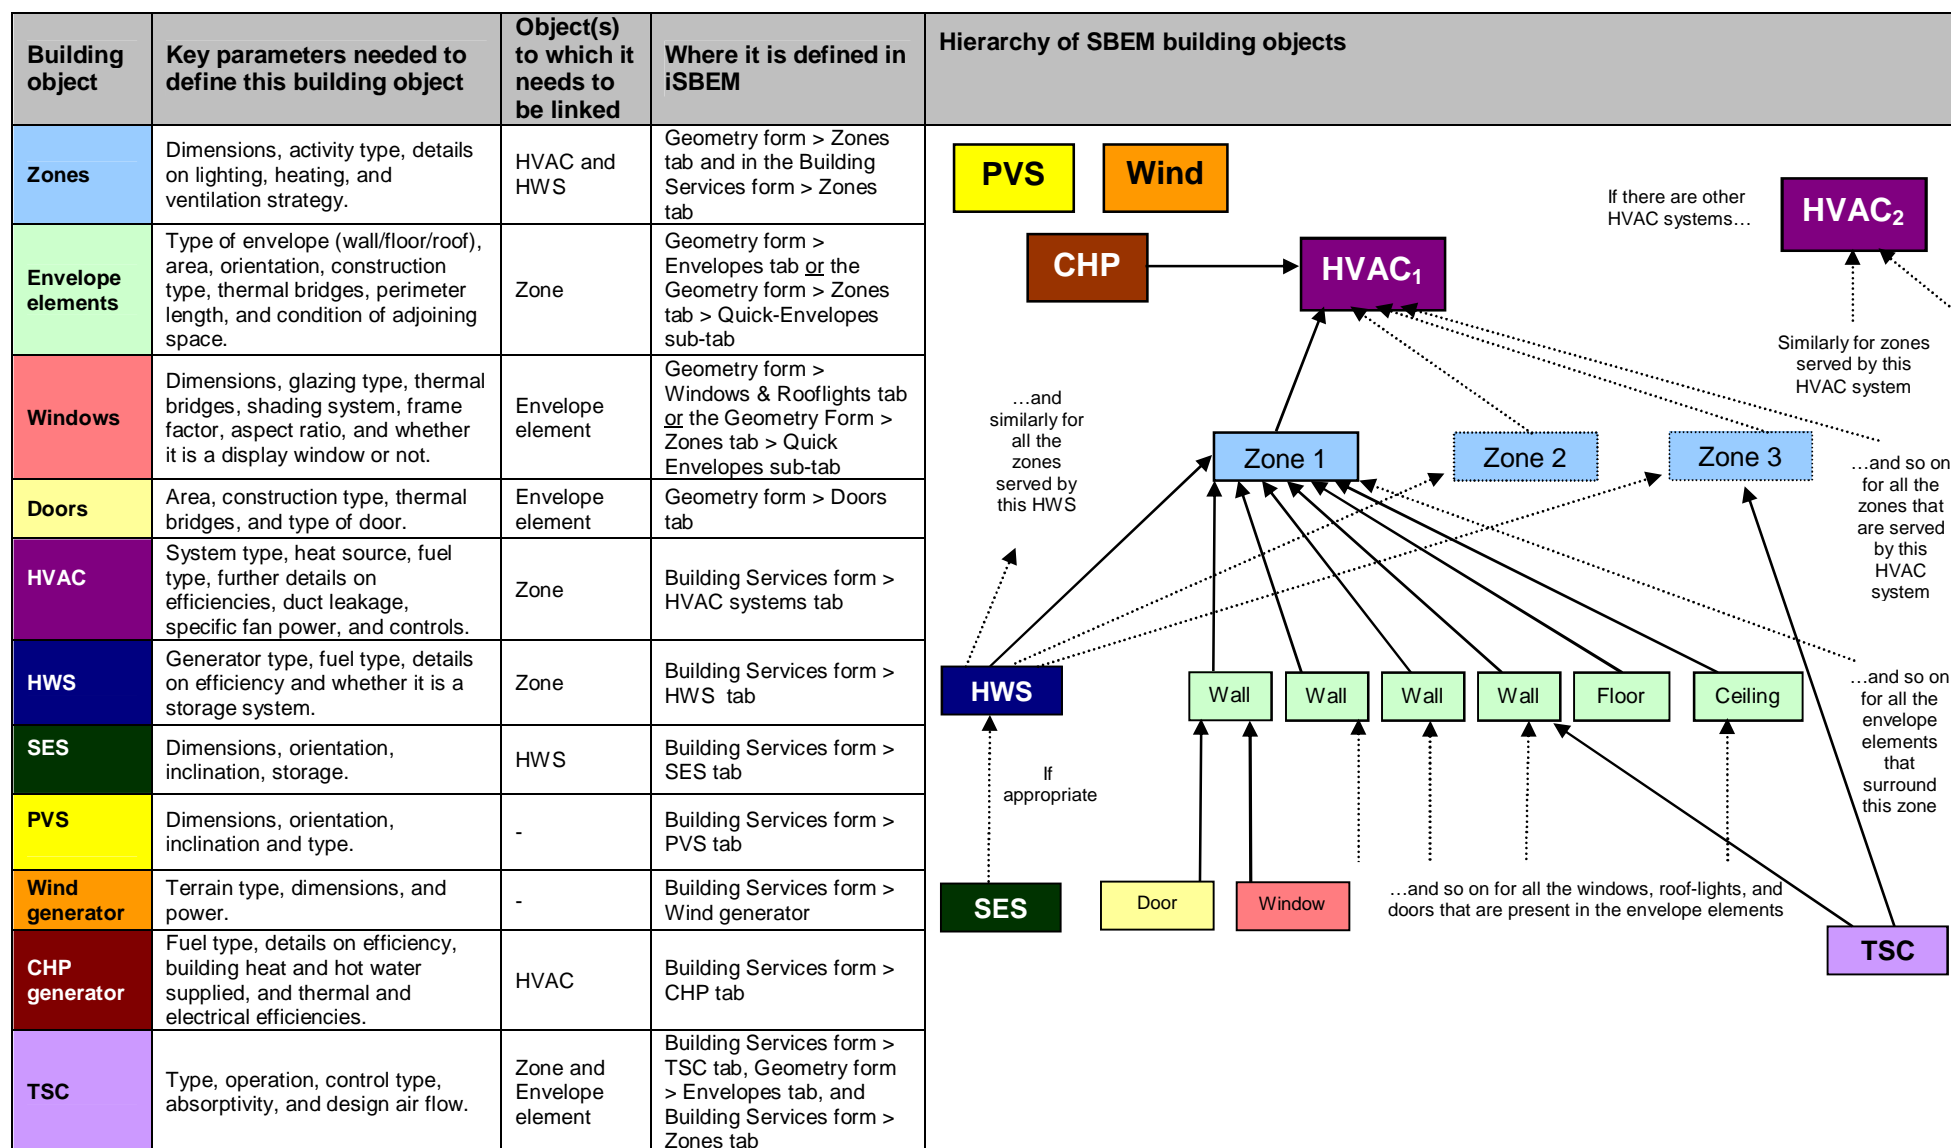 Building
object
Key parameters needed to
define this building object
Object(s)
to which it
needs to
be linked
Where it is defined in
iSBEM
Hierarchy of SBEM building objects
Zones
Dimensions, activity type, details
on lighting, heating, and
ventilation strategy.
HVAC and
HWS
Geometry form > Zones
tab and in the Building
Services form > Zones
tab
Envelope
elements
Type of envelope (wall/floor/roof),
area, orientation, construction
type, thermal bridges, perimeter
length, and condition of adjoining
space.
Zone
Geometry form >
Envelopes tab or the
Geometry form > Zones
tab > Quick-Envelopes
sub-tab
Windows
Dimensions, glazing type, thermal
bridges, shading system, frame
factor, aspect ratio, and whether
it is a display window or not.
Envelope
element
Geometry form >
Windows & Rooflights tab
or the Geometry Form >
Zones tab > Quick
Envelopes sub-tab
Doors
Area, construction type, thermal
bridges, and type of door.
Envelope
element
Geometry form > Doors
tab
HVAC
System type, heat source, fuel
type, further details on
efficiencies, duct leakage,
specific fan power, and controls.
Zone
Building Services form >
HVAC systems tab
HWS
Generator type, fuel type, details
on efficiency and whether it is a
storage system.
Zone
Building Services form >
HWS  tab
SES
Dimensions, orientation,
inclination, storage.
HWS
Building Services form >
SES tab
PVS
Dimensions, orientation,
inclination and type.
-
Building Services form >
PVS tab
Wind
generator
Terrain type, dimensions, and
power.
-
Building Services form >
Wind generator
CHP
generator
Fuel type, details on efficiency,
building heat and hot water
supplied, and thermal and
electrical efficiencies.
HVAC
Building Services form >
CHP tab
TSC
Type, operation, control type,
absorptivity, and design air flow.
Zone and
Envelope
element
Building Services form >
TSC tab, Geometry form
> Envelopes tab, and
Building Services form >
Zones tab
PVS
Wind
If there are other
HVAC systems…
HVAC₂
CHP
HVAC₁
Similarly for zones
served by this
HVAC system
…and
similarly for
all the
zones
served by
this HWS
Zone 1
Zone 2
Zone 3
…and so on
for all the
zones that
are served
by this
HVAC
system
HWS
Wall
Wall
Wall
Wall
Floor
Ceiling
…and so on
for all the
envelope
elements
that
surround
this zone
If
appropriate
SES
Door
Window
…and so on for all the windows, roof-lights, and
doors that are present in the envelope elements
TSC